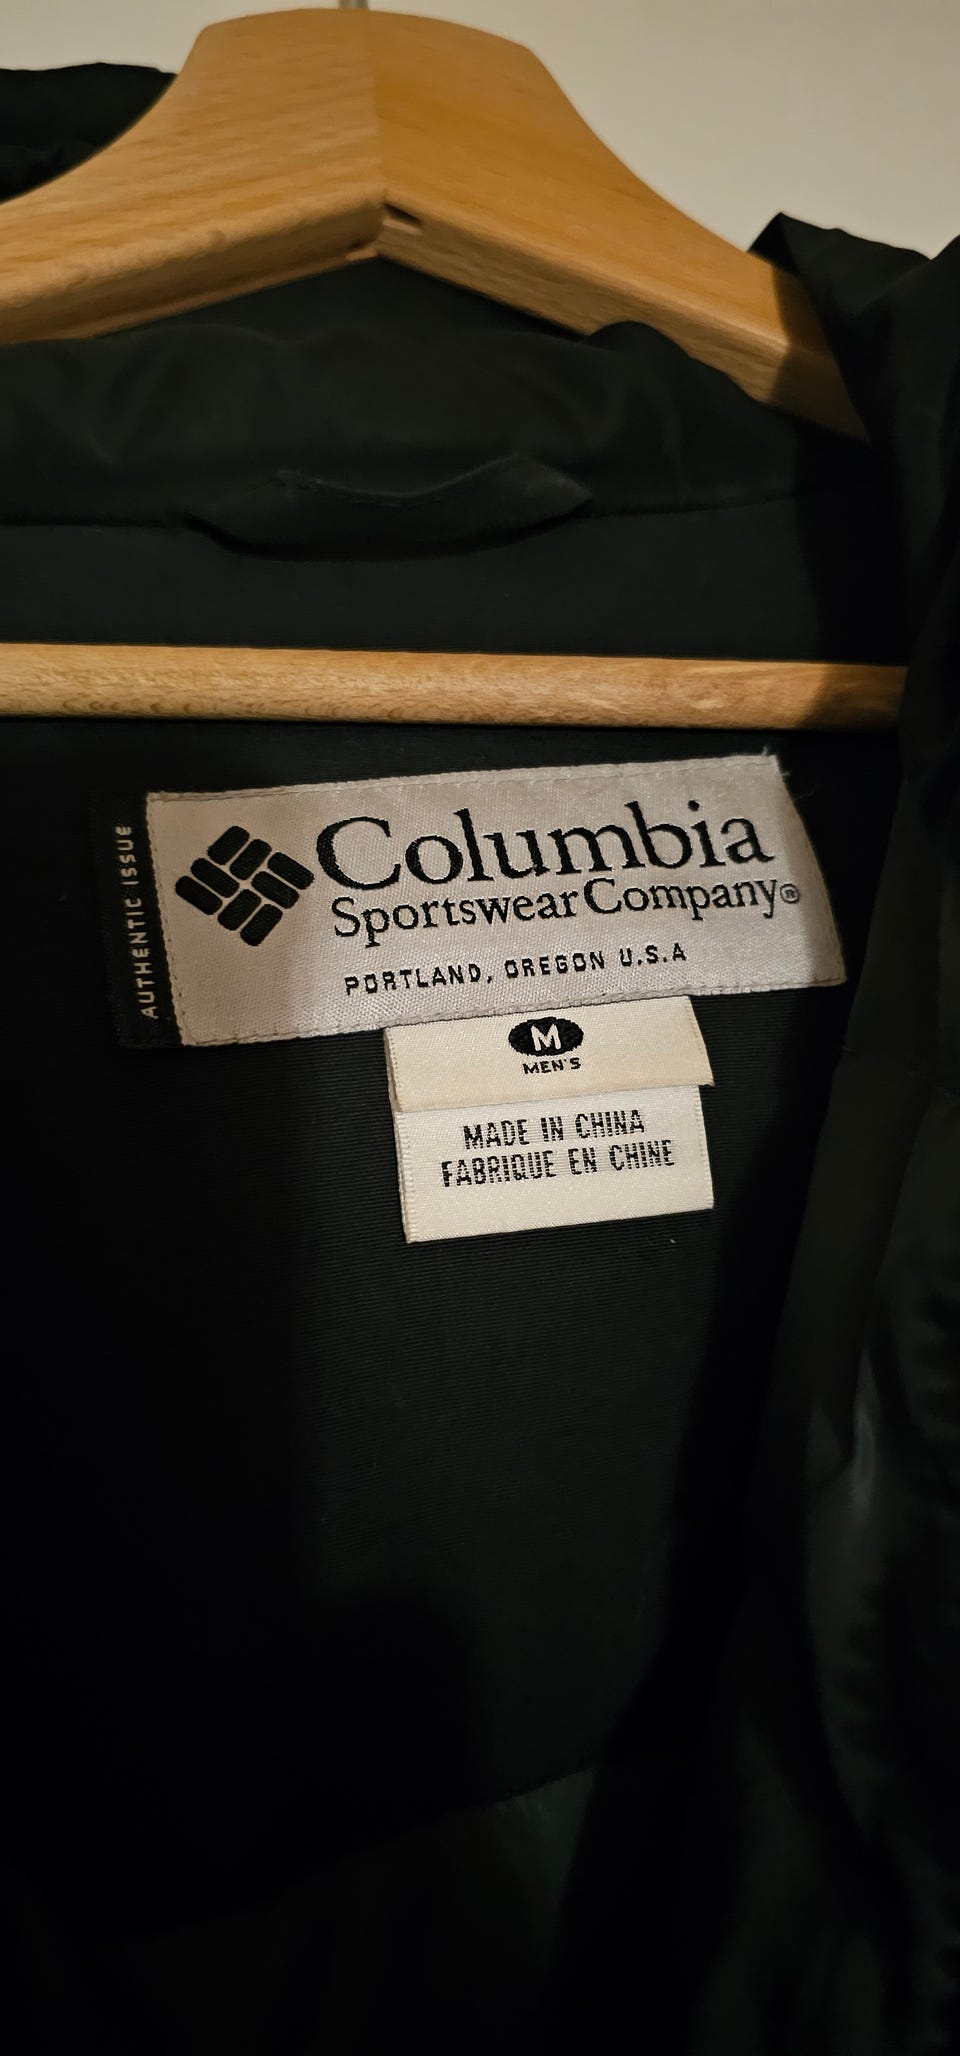 AUTHENTIC ISSUE
Columbia
Sportswear Company®
PORTLAND, OREGON U.S.A
M
MEN'S
MADE IN CHINA
FABRIQUE EN CHINE